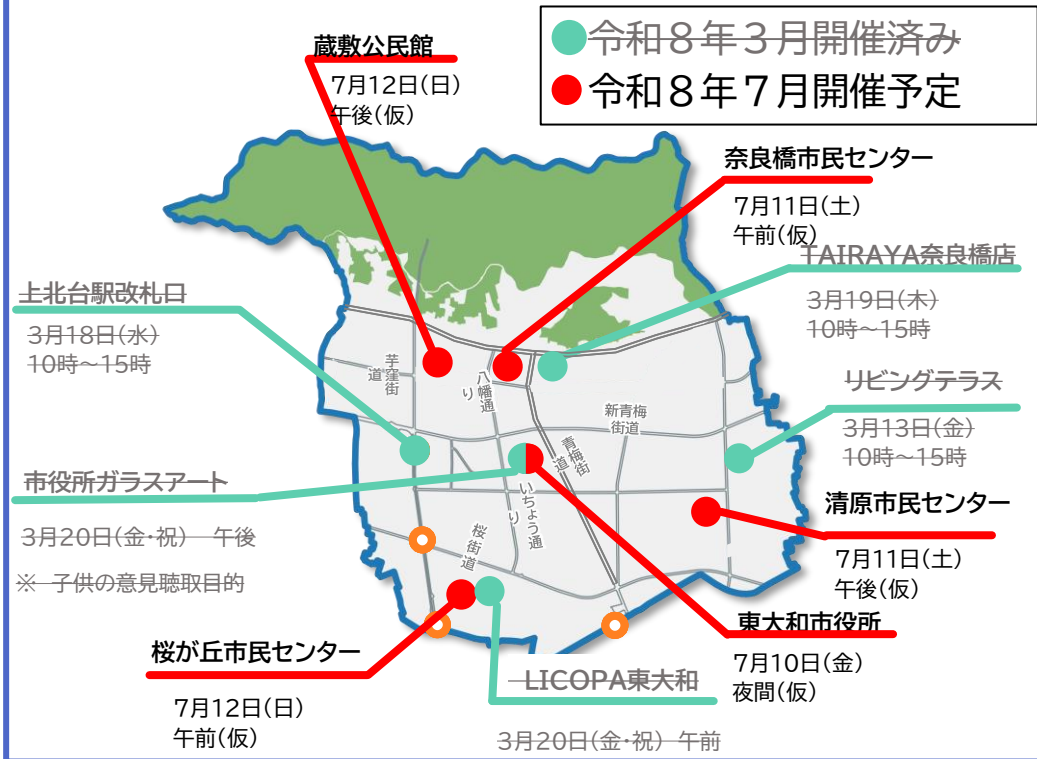 令和８年３月開催済み
令和８年７月開催予定
蔵敷公民館
7月12日(日)
午後(仮)
奈良橋市民センター
7月11日(土)
午前(仮)
TAIRAYA奈良橋店
3月19日(木)
10時～15時
上北台駅改札口
3月18日(水)
10時～15時
芋窪街道
八幡通り
新青梅街道
青梅街道
リビングテラス
3月13日(金)
10時～15時
市役所ガラスアート
3月20日(金・祝)　午後
※ 子供の意見聴取目的
いちょう通り
桜街道
清原市民センター
7月11日(土)
午後(仮)
東大和市役所
7月10日(金)
夜間(仮)
桜が丘市民センター
7月12日(日)
午前(仮)
LICOPA東大和
3月20日(金・祝) 午前